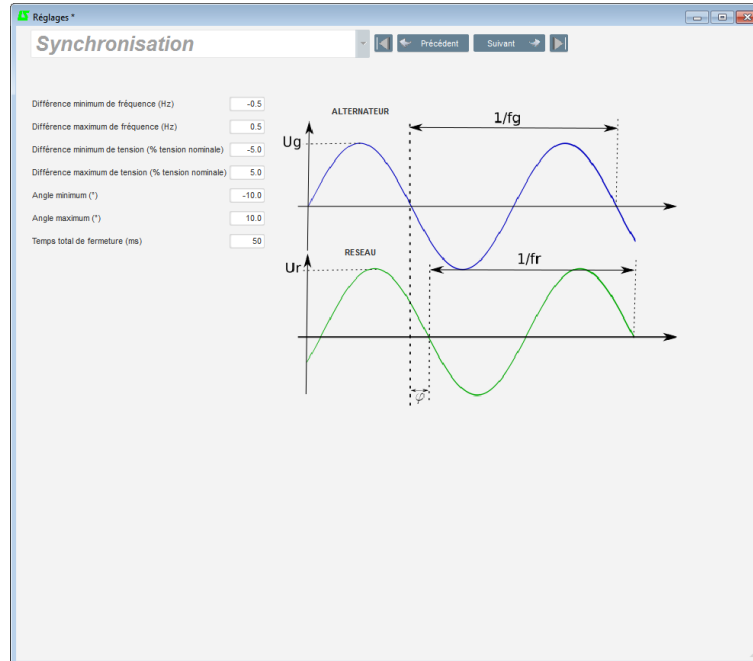 LS Réglages *
Synchronisation
Précédent
Suivant
Différence minimum de fréquence (Hz) -0.5
Différence maximum de fréquence (Hz) 0.5
Différence minimum de tension (% tension nominale) -5.0
Différence maximum de tension (% tension nominale) 5.0
Angle minimum (°) -10.0
Angle maximum (°) 10.0
Temps total de fermeture (ms) 50
ALTERNATEUR
1/fg
Ug
RESEAU
1/fr
Ur
φ